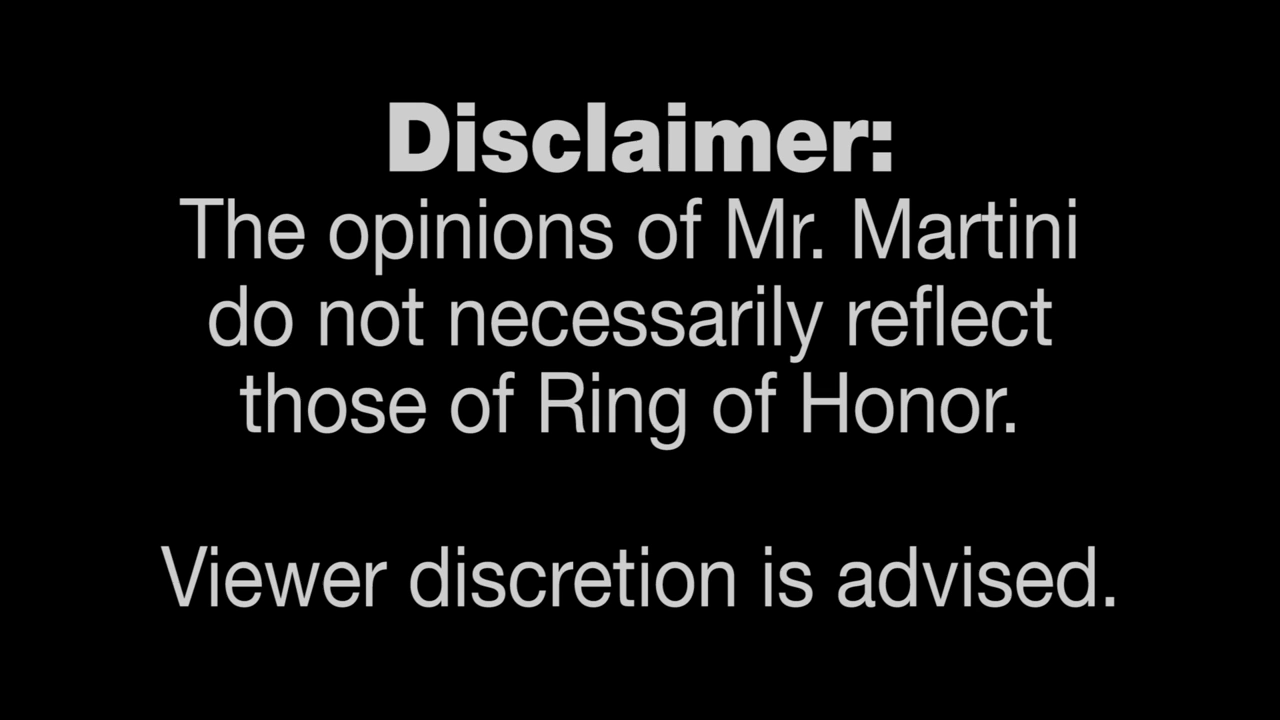 Disclaimer:
The opinions of Mr. Martini
do not necessarily reflect
those of Ring of Honor.
Viewer discretion is advised.